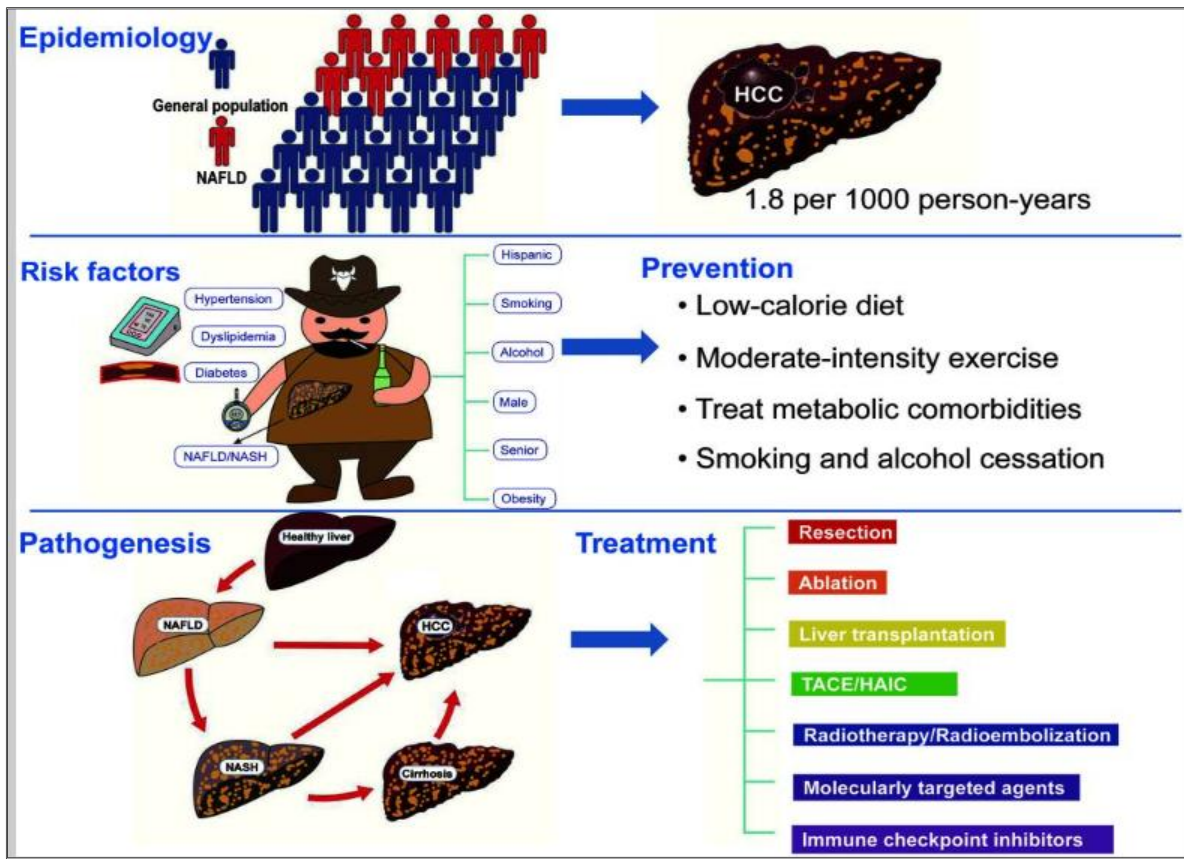 Epidemiology
General population
NAFLD
HCC
1.8 per 1000 person-years
Risk factors
Hypertension
Dyslipidemia
Diabetes
NAFLD/NASH
Hispanic
Smoking
Alcohol
Male
Senior
Obesity
Prevention
• Low-calorie diet
• Moderate-intensity exercise
• Treat metabolic comorbidities
• Smoking and alcohol cessation
Pathogenesis
Healthy liver
NAFLD
HCC
NASH
Cirrhosis
Treatment
Resection
Ablation
Liver transplantation
TACE/HAIC
Radiotherapy/Radioembolization
Molecularly targeted agents
Immune checkpoint inhibitors